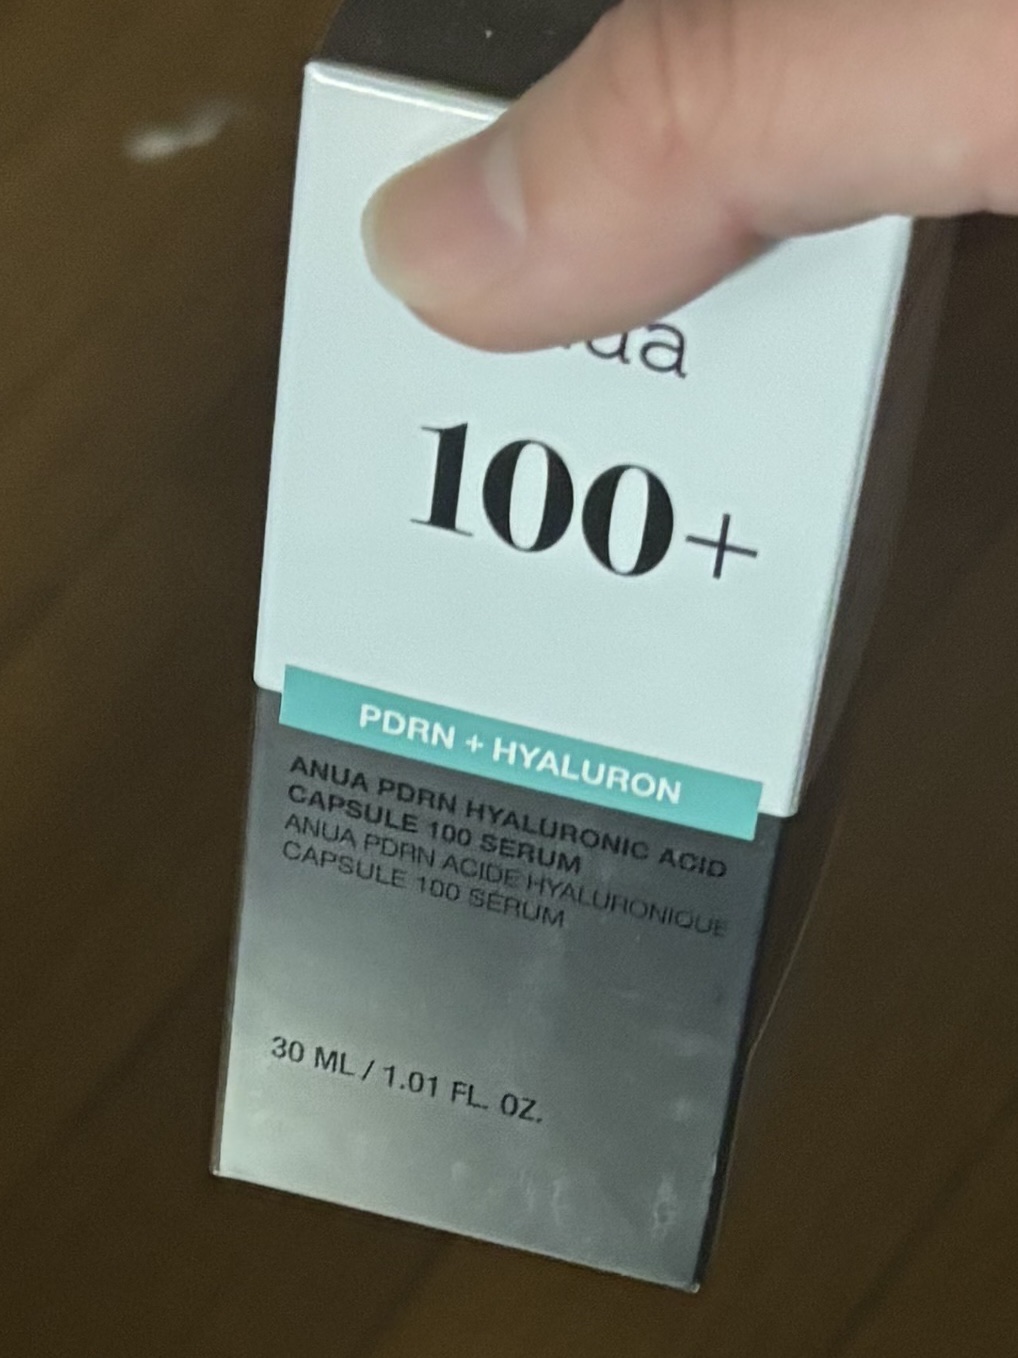 100+
PDRN + HYALURON
ANUA PDRN HYALURONIC ACID
CAPSULE 100 SERUM
ANUA PDRN ACIDE HYALURONIQUE
CAPSULE 100 SÉRUM
30 ML / 1.01 FL. OZ.